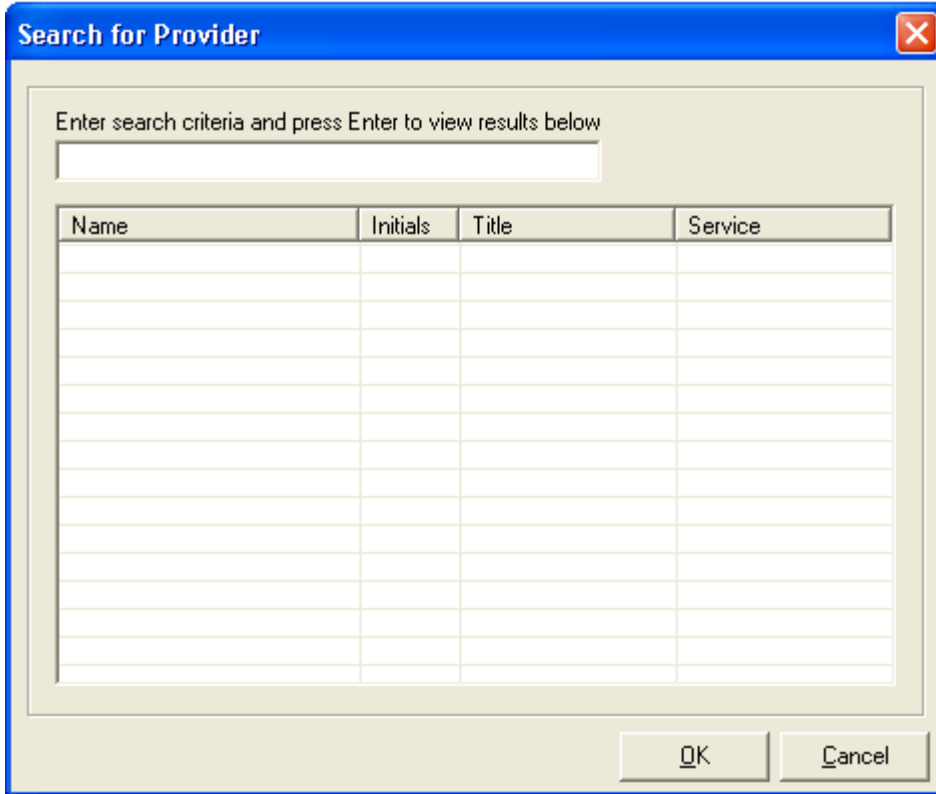 Search for Provider
Enter search criteria and press Enter to view results below
Name Initials Title Service
OK Cancel